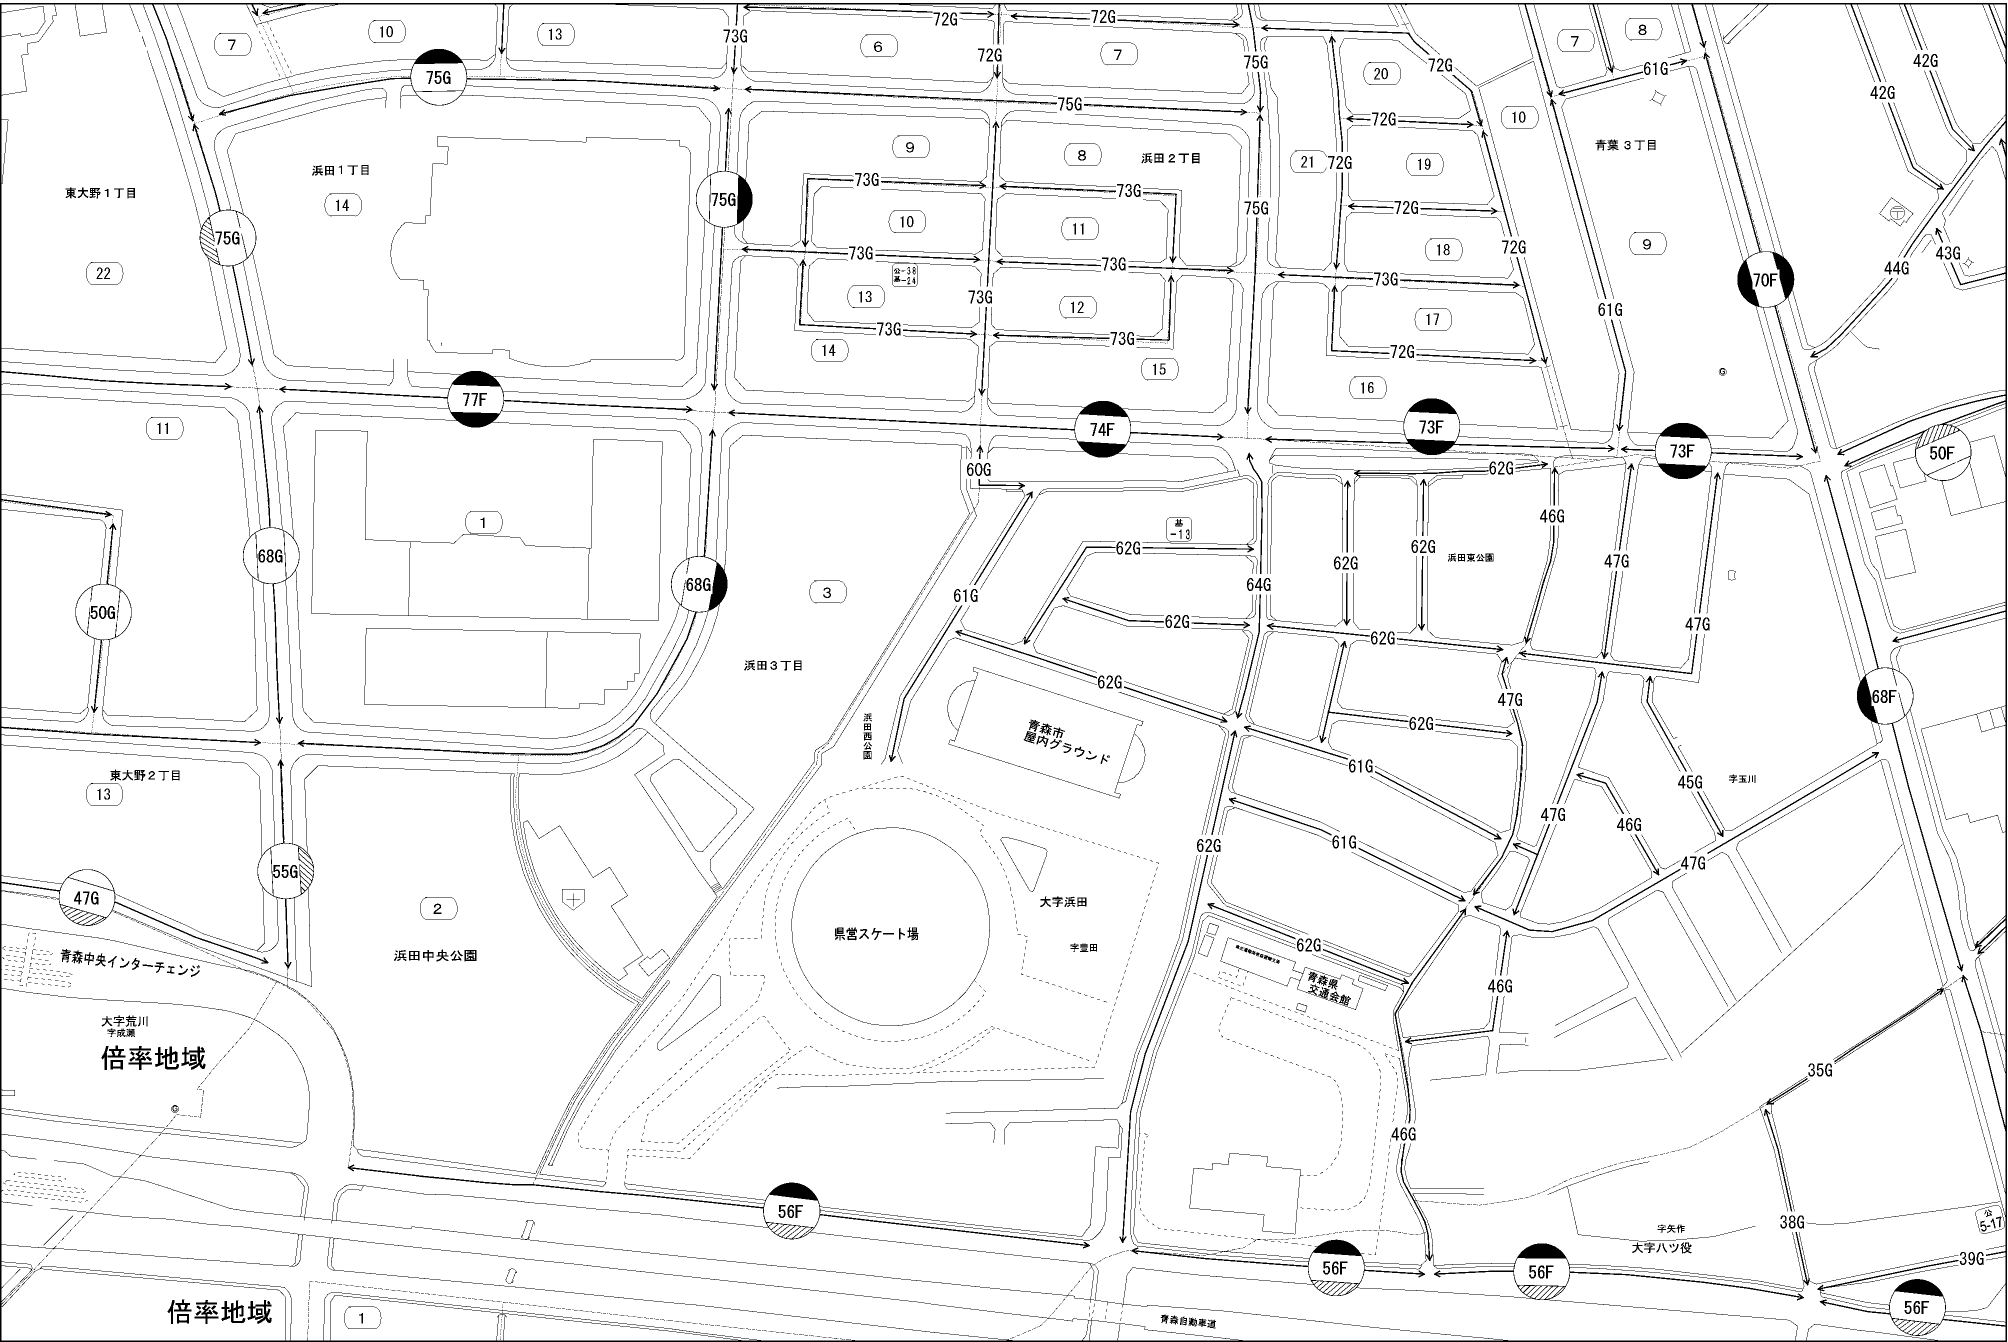 7
10
13
73G
72G
6
72G
72G
7
75G
20
72G
7
8
61G
42G
42G
75G
75G
72G
10
浜田1丁目
14
東大野1丁目
22
75G
75G
9
8
浜田2丁目
21
72G
19
青葉3丁目
73G
73G
10
11
75G
72G
18
72G
9
44G
43G
73G
公-38
基-24
73G
73G
70F
13
73G
12
17
61G
73G
73G
14
15
72G
16
G
77F
74F
73F
73F
50F
11
60G
62G
1
基
-13
46G
68G
62G
62G
62G
浜田東公園
47G
50G
68G
3
61G
64G
62G
62G
47G
浜田3丁目
62G
47G
68F
浜田西公園
青森市
屋内グラウンド
62G
東大野2丁目
13
61G
45G
字玉川
47G
46G
62G
61G
47G
55G
47G
2
浜田中央公園
大字浜田
県営スケート場
字豊田
62G
青森中央インターチェンジ
青森県
交通会館
46G
大字荒川
字成瀬
倍率地域
G
35G
46G
56F
38G
字矢作
大字八ツ役
公
5-17
56F
56F
39G
56F
倍率地域
1
青森自動車道